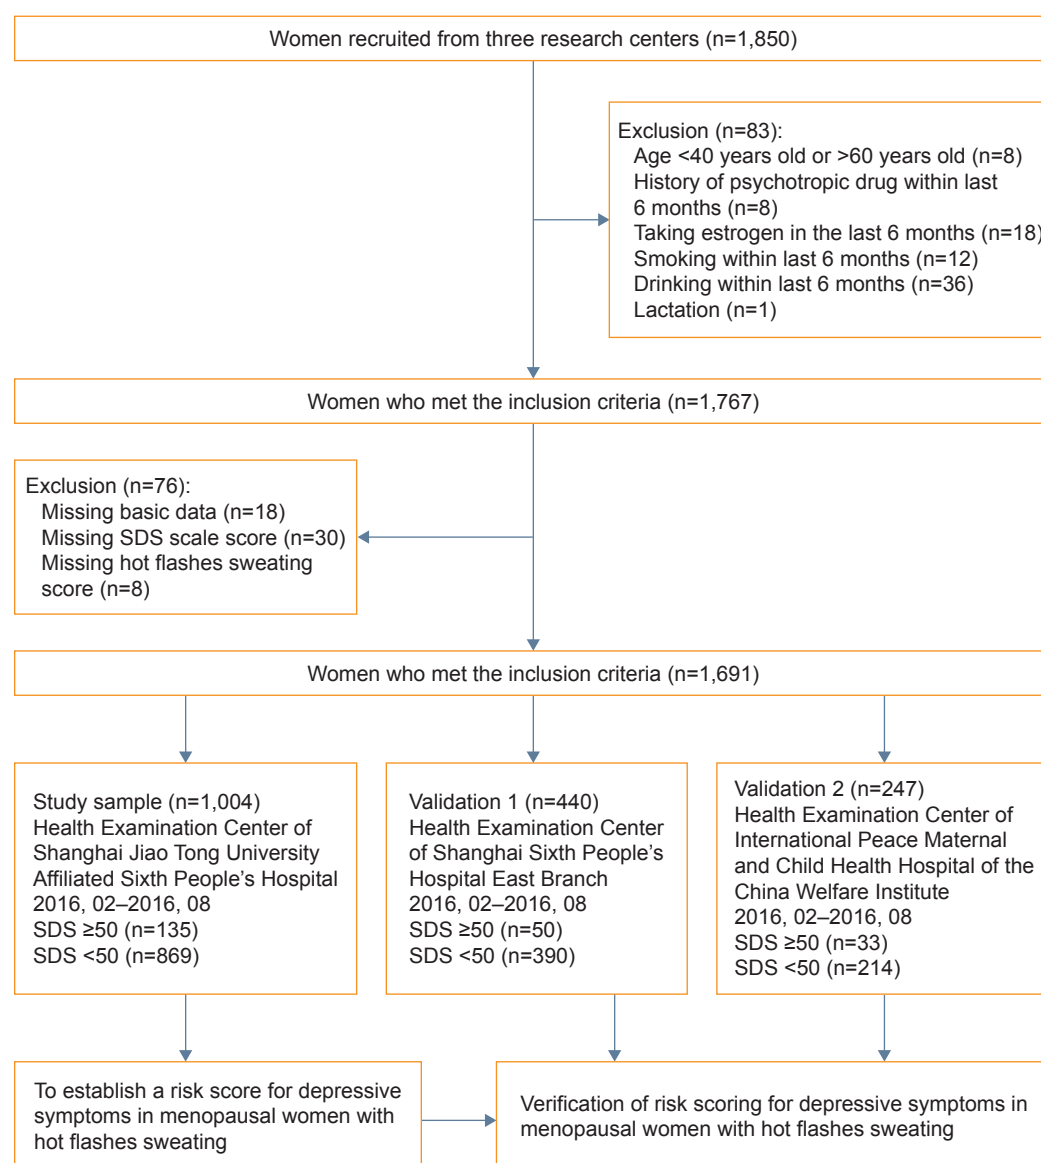 Women recruited from three research centers (n=1,850)
Exclusion (n=83):
Age <40 years old or >60 years old (n=8)
History of psychotropic drug within last
6 months (n=8)
Taking estrogen in the last 6 months (n=18)
Smoking within last 6 months (n=12)
Drinking within last 6 months (n=36)
Lactation (n=1)
Women who met the inclusion criteria (n=1,767)
Exclusion (n=76):
Missing basic data (n=18)
Missing SDS scale score (n=30)
Missing hot flashes sweating
score (n=8)
Women who met the inclusion criteria (n=1,691)
Study sample (n=1,004)
Health Examination Center of
Shanghai Jiao Tong University
Affiliated Sixth People's Hospital
2016, 02–2016, 08
SDS ≥50 (n=135)
SDS <50 (n=869)
Validation 1 (n=440)
Health Examination Center
of Shanghai Sixth People's
Hospital East Branch
2016, 02–2016, 08
SDS ≥50 (n=50)
SDS <50 (n=390)
Validation 2 (n=247)
Health Examination Center of
International Peace Maternal
and Child Health Hospital of the
China Welfare Institute
2016, 02–2016, 08
SDS ≥50 (n=33)
SDS <50 (n=214)
To establish a risk score for depressive
symptoms in menopausal women with
hot flashes sweating
Verification of risk scoring for depressive symptoms in
menopausal women with hot flashes sweating